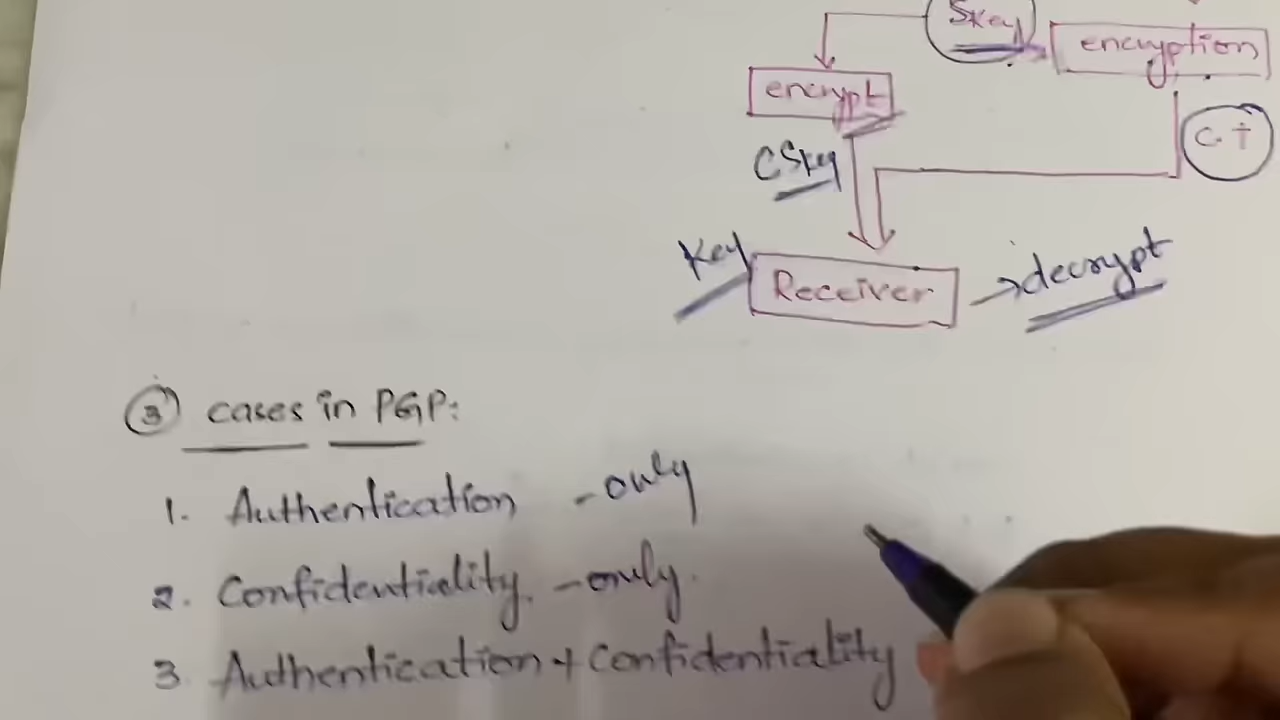 Skey
encryption
encrypt
C.T
CSkey
Key
Receiver → decrypt
③ cases in PGP:
1. Authentication - only
2. Confidentiality. - only.
3. Authentication + Confidentiality